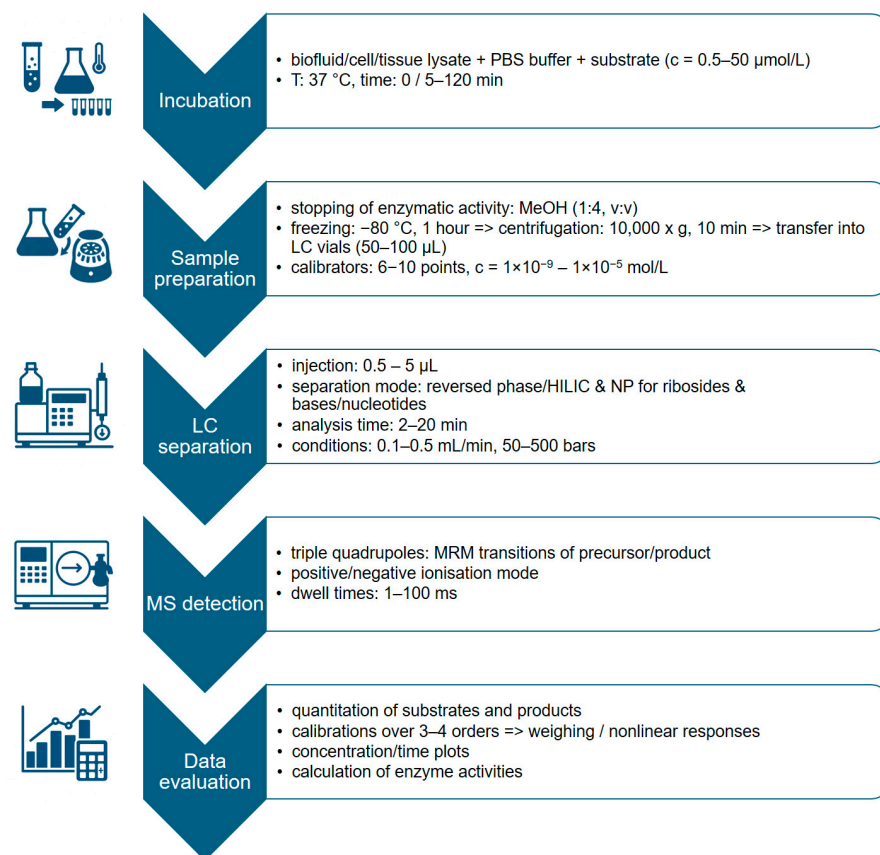 Incubation
• biofluid/cell/tissue lysate + PBS buffer + substrate (c = 0.5–50 µmol/L)
• T: 37 °C, time: 0 / 5–120 min
Sample
preparation
• stopping of enzymatic activity: MeOH (1:4, v:v)
• freezing: −80 °C, 1 hour => centrifugation: 10,000 x g, 10 min => transfer into
LC vials (50–100 µL)
• calibrators: 6−10 points, c = 1×10⁻⁹ – 1×10⁻⁵ mol/L
LC
separation
• injection: 0.5 – 5 µL
• separation mode: reversed phase/HILIC & NP for ribosides &
bases/nucleotides
• analysis time: 2–20 min
• conditions: 0.1–0.5 mL/min, 50–500 bars
MS detection
• triple quadrupoles: MRM transitions of precursor/product
• positive/negative ionisation mode
• dwell times: 1–100 ms
Data
evaluation
• quantitation of substrates and products
• calibrations over 3–4 orders => weighing / nonlinear responses
• concentration/time plots
• calculation of enzyme activities